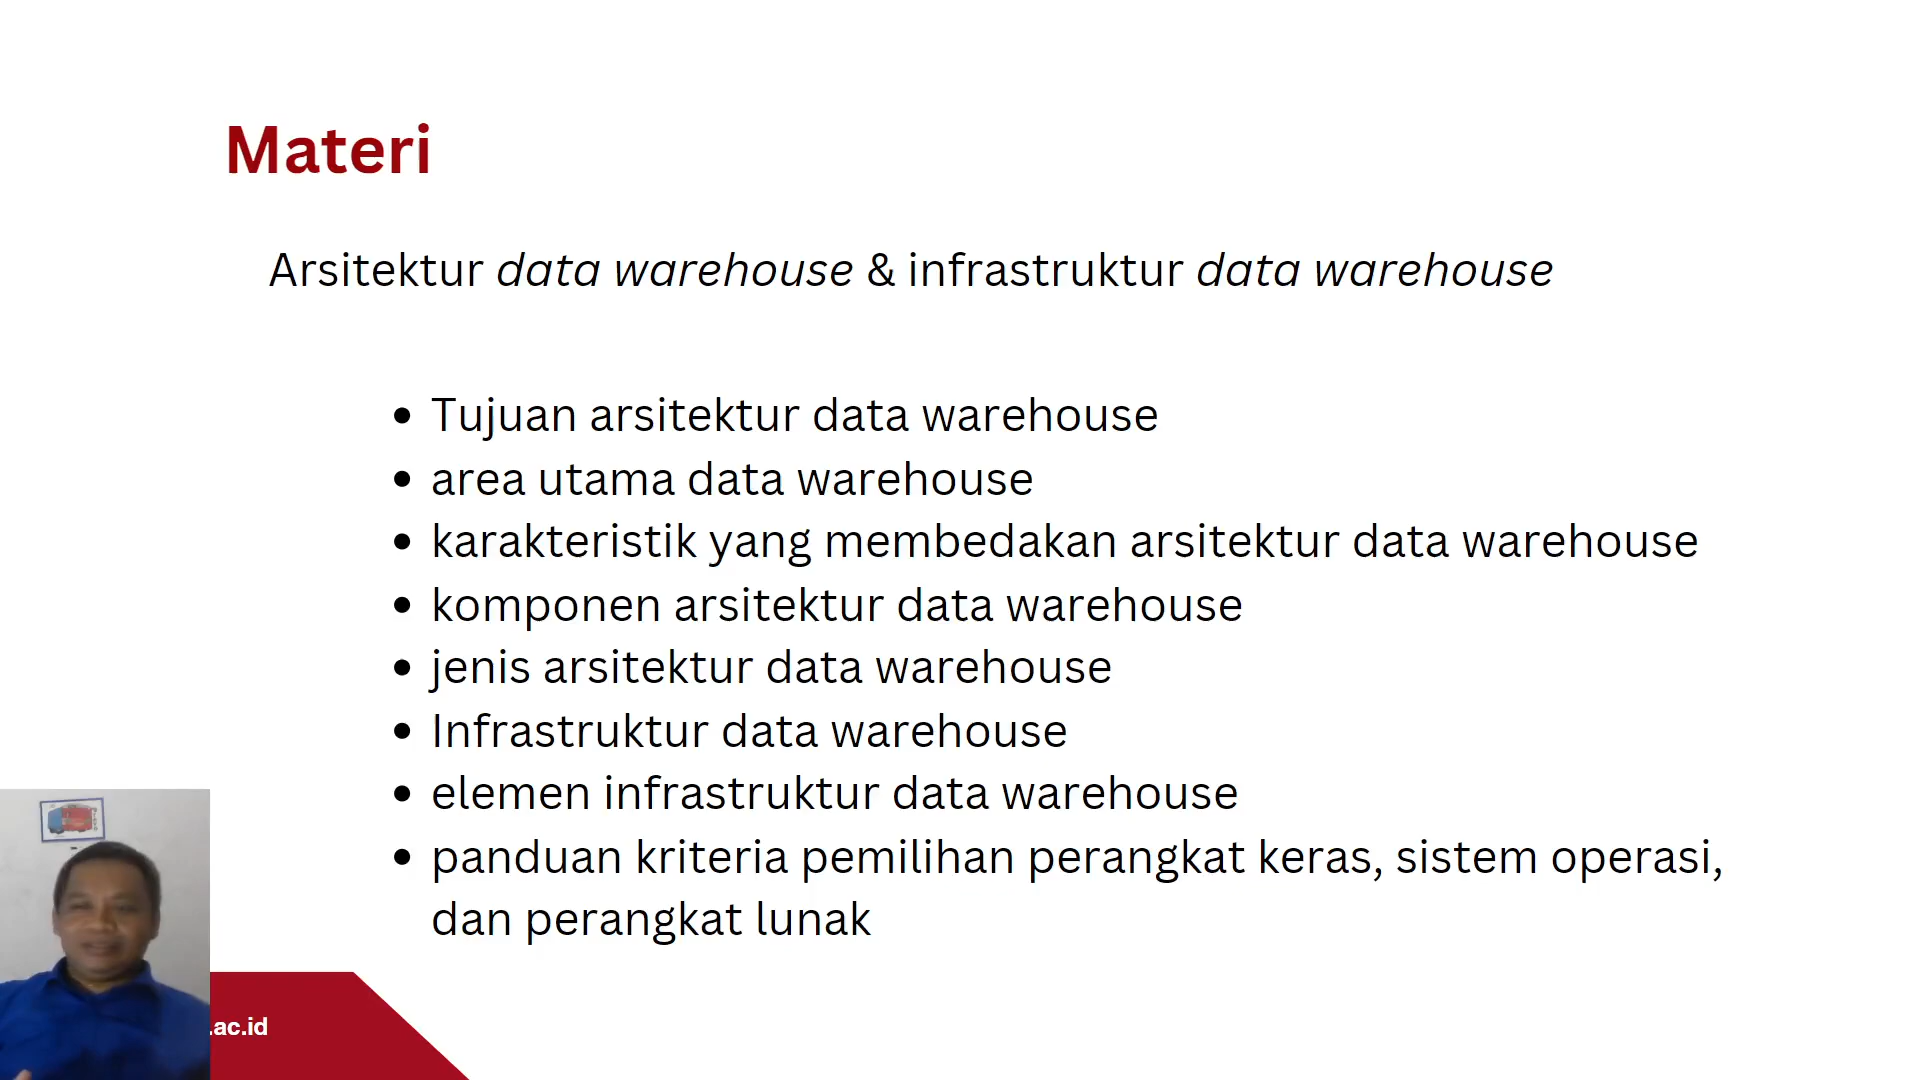 Materi
Arsitektur data warehouse & infrastruktur data warehouse
• Tujuan arsitektur data warehouse
• area utama data warehouse
• karakteristik yang membedakan arsitektur data warehouse
• komponen arsitektur data warehouse
• jenis arsitektur data warehouse
• Infrastruktur data warehouse
• elemen infrastruktur data warehouse
• panduan kriteria pemilihan perangkat keras, sistem operasi,
dan perangkat lunak
.ac.id